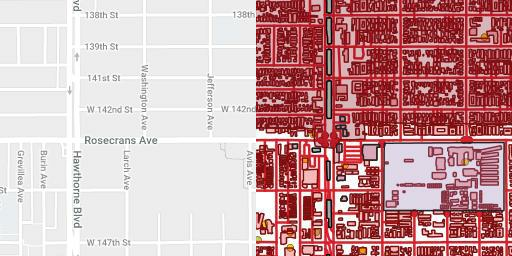 vd
138th St
138th
139th St
141st St
Washington Ave
Jefferson Ave
W 142nd St
W 142nd
Rosecrans Ave
Grevillea Ave
Burin Ave
Hawthorne Blvd
Larch Ave
Avis Ave
St
W 147th St